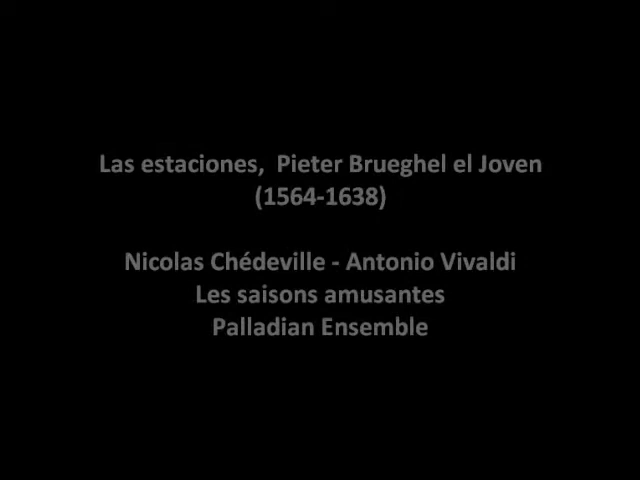 Las estaciones,  Pieter Brueghel el Joven
(1564-1638)
Nicolas Chédeville - Antonio Vivaldi
Les saisons amusantes
Palladian Ensemble